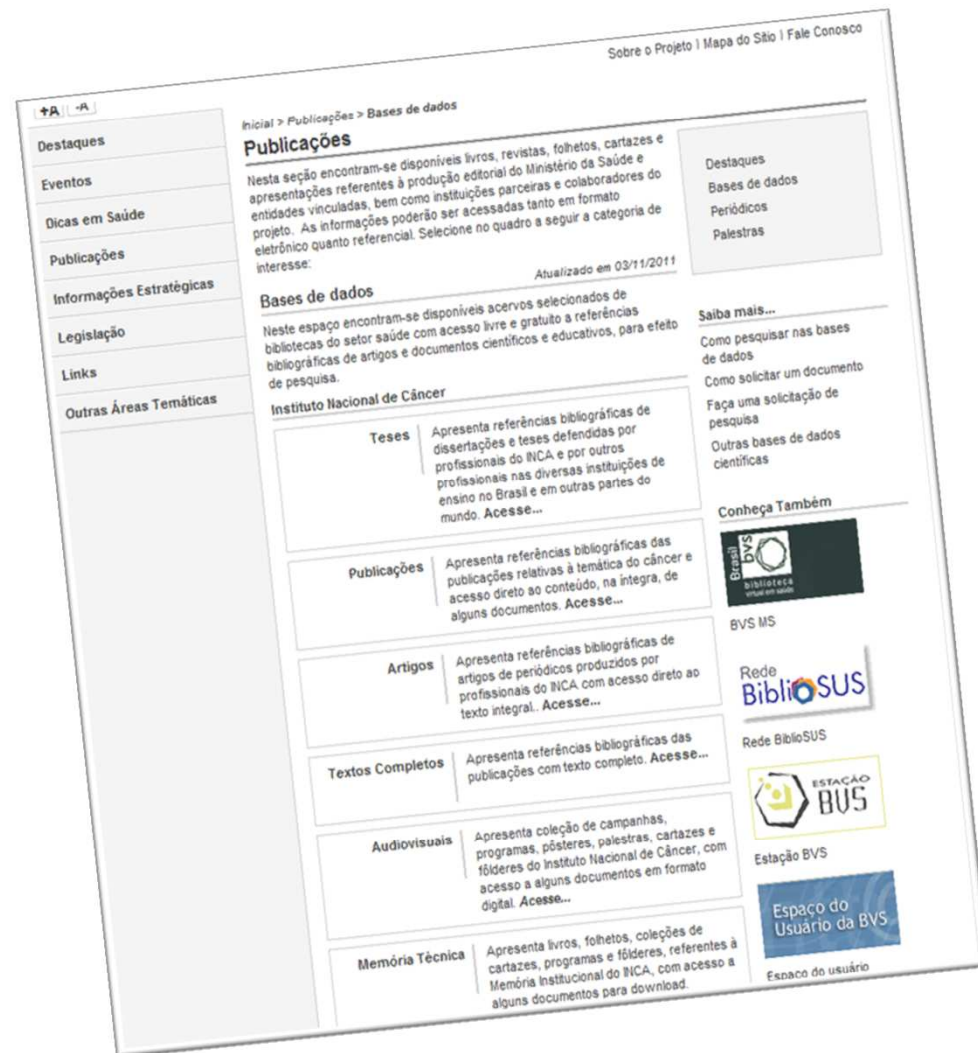 Sobre o Projeto | Mapa do Sítio | Fale Conosco
+A -A
Destaques
Eventos
Dicas em Saúde
Publicações
Informações Estratégicas
Legislação
Links
Outras Áreas Temáticas
Inicial > Publicações > Bases de dados
Publicações
Nesta seção encontram-se disponíveis livros, revistas, folhetos, cartazes e
apresentações referentes à produção editorial do Ministério da Saúde e
entidades vinculadas, bem como instituições parceiras e colaboradores do
projeto. As informações poderão ser acessadas tanto em formato
eletrônico quanto referencial. Selecione no quadro a seguir a categoria de
interesse:
Atualizado em 03/11/2011
Bases de dados
Neste espaço encontram-se disponíveis acervos selecionados de
bibliotecas do setor saúde com acesso livre e gratuito a referências
bibliográficas de artigos e documentos científicos e educativos, para efeito
de pesquisa.
Instituto Nacional de Câncer
Teses
Apresenta referências bibliográficas de
dissertações e teses defendidas por
profissionais do INCA e por outros
profissionais nas diversas instituições de
ensino no Brasil e em outras partes do
mundo. Acesse...
Publicações
Apresenta referências bibliográficas das
publicações relativas à temática do câncer e
acesso direto ao conteúdo, na íntegra, de
alguns documentos. Acesse...
Artigos
Apresenta referências bibliográficas de
artigos de periódicos produzidos por
profissionais do INCA com acesso direto ao
texto integral.. Acesse...
Textos Completos
Apresenta referências bibliográficas das
publicações com texto completo. Acesse...
Audiovisuais
Apresenta coleção de campanhas,
programas, pôsteres, palestras, cartazes e
fôlderes do Instituto Nacional de Câncer, com
acesso a alguns documentos em formato
digital. Acesse...
Memória Técnica
Apresenta livros, folhetos, coleções de
cartazes, programas e fôlderes, referentes à
Memória Institucional do INCA, com acesso a
alguns documentos para download.
Destaques
Bases de dados
Periódicos
Palestras
Saiba mais...
Como pesquisar nas bases
de dados
Como solicitar um documento
Faça uma solicitação de
pesquisa
Outras bases de dados
científicas
Conheça Também
Brasil
bvs
biblioteca
virtual em saúde
BVS MS
Rede
BiblioSUS
Rede BiblioSUS
ESTAÇÃO
BVS
Estação BVS
Espaço do
Usuário da BVS
Espaço do usuário